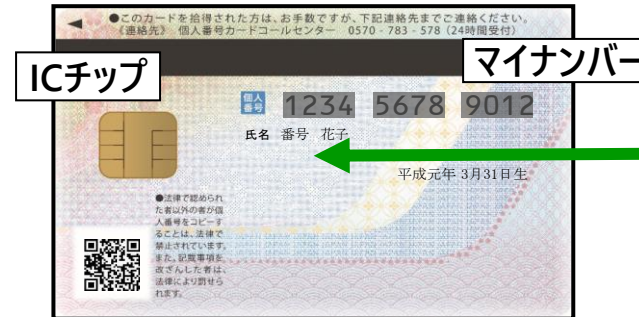 ◀ ●このカードを拾得された方は、お手数ですが、下記連絡先までご連絡ください。
《連絡先》 個人番号カードコールセンター 0570-783-578（24時間受付）
ICチップ
マイナンバー
個人番号 1234 5678 9012
氏名 番号 花子
平成元年 3月31日生
●法律で認められ
た者以外の者が個
人番号をコピーす
ることは、法律で
禁止されています。
また、記載事項を
改ざんした者は、
法律により罰せら
れます。